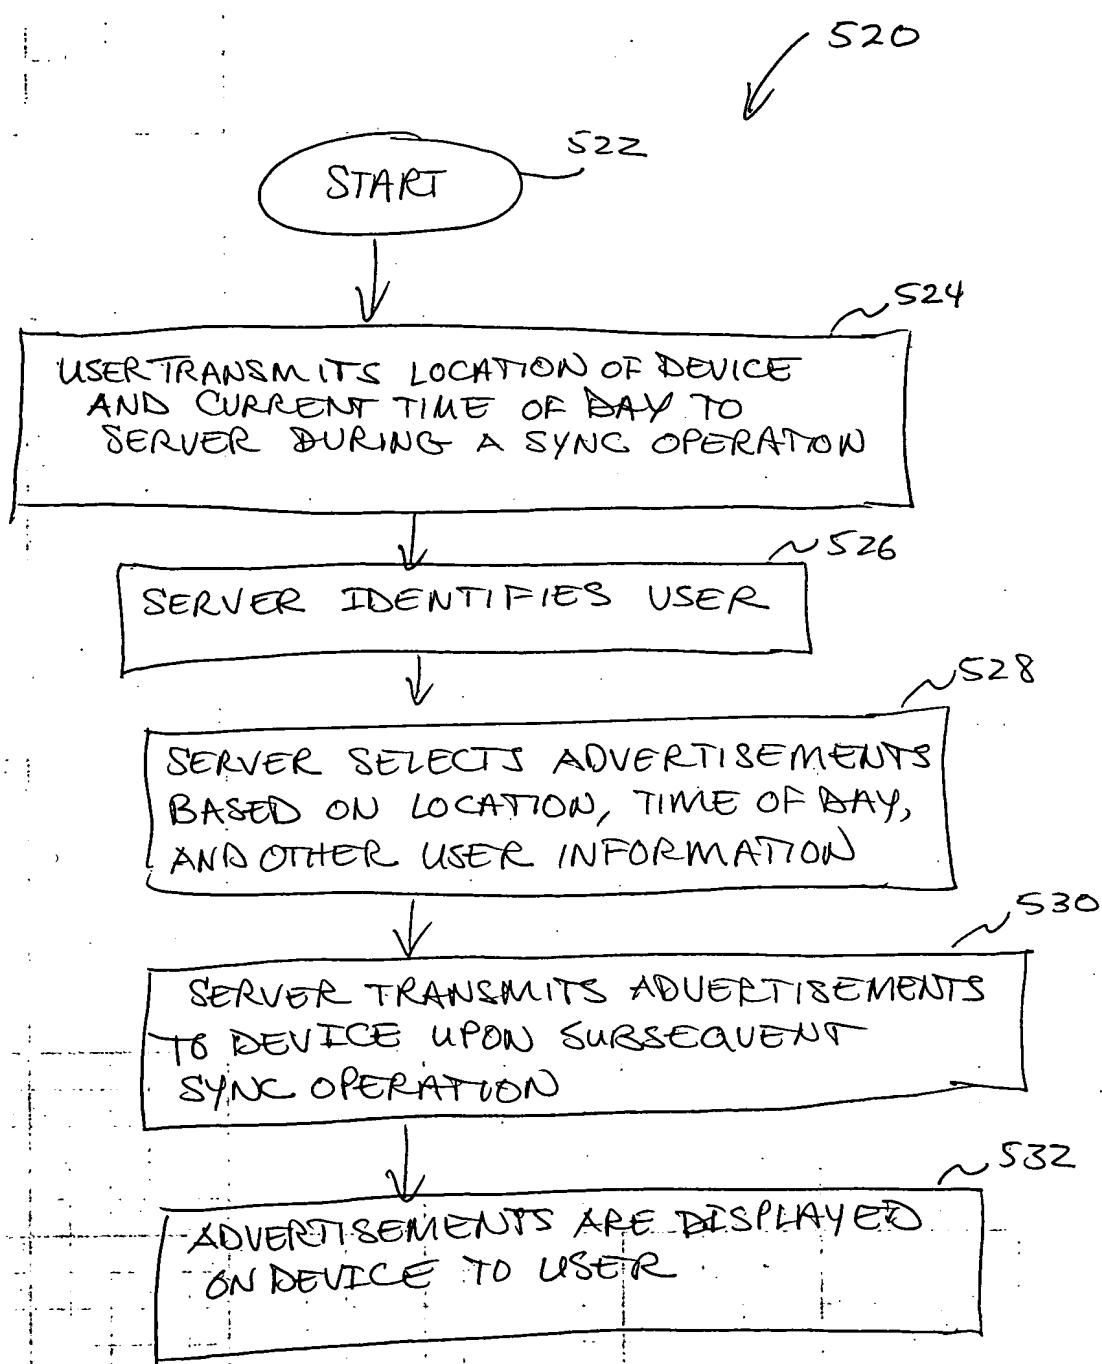 520
START
522
524
USER TRANSMITS LOCATION OF DEVICE
AND CURRENT TIME OF DAY TO
SERVER DURING A SYNC OPERATION
526
SERVER IDENTIFIES USER
528
SERVER SELECTS ADVERTISEMENTS
BASED ON LOCATION, TIME OF DAY,
AND OTHER USER INFORMATION
530
SERVER TRANSMITS ADVERTISEMENTS
TO DEVICE UPON SUBSEQUENT
SYNC OPERATION
532
ADVERTISEMENTS ARE DISPLAYED
ON DEVICE TO USER